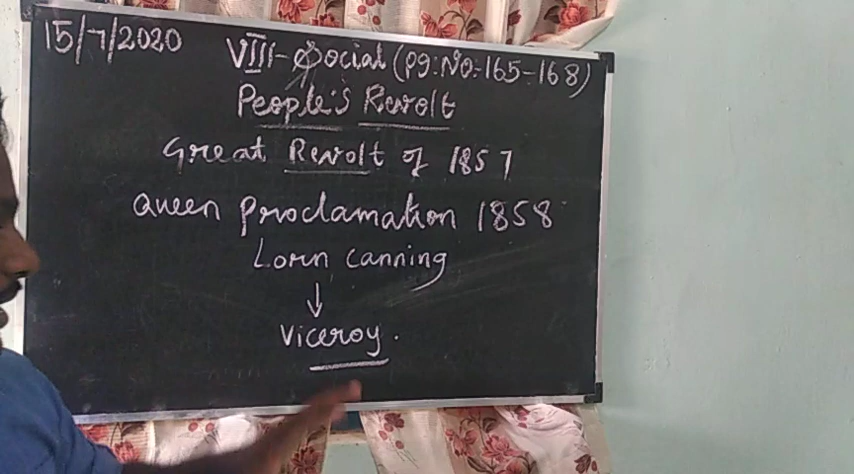 15/7/2020 VIII-Social (pg:No:-165-168)
People's Revolt
Great Revolt of 1857
Queen Proclamation 1858
Lorn canning
↓
Viceroy.